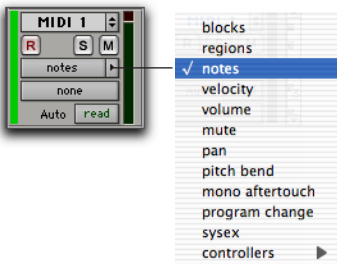 MIDI 1
R S M
notes
none
Auto read
blocks
regions
✓ notes
velocity
volume
mute
pan
pitch bend
mono aftertouch
program change
sysex
controllers